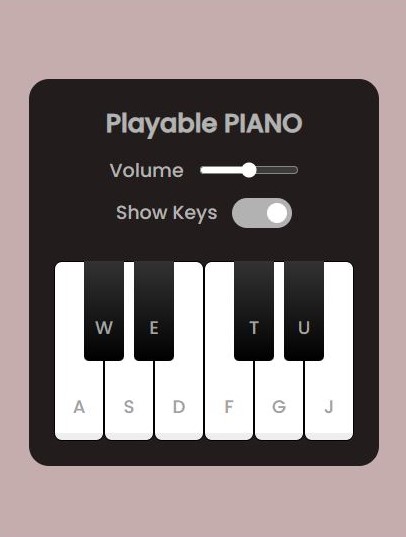 Playable PIANO
Volume
Show Keys
W E T U
A S D F G J